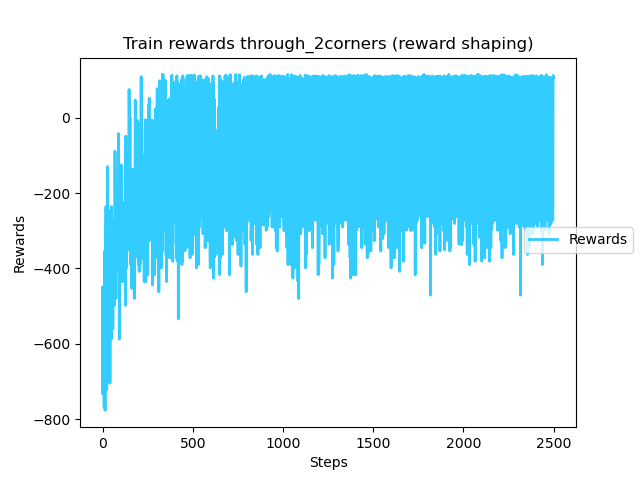 Train rewards through_2corners (reward shaping)
Rewards
0
−200
−400
−600
−800
Rewards
0
500
1000
1500
2000
2500
Steps